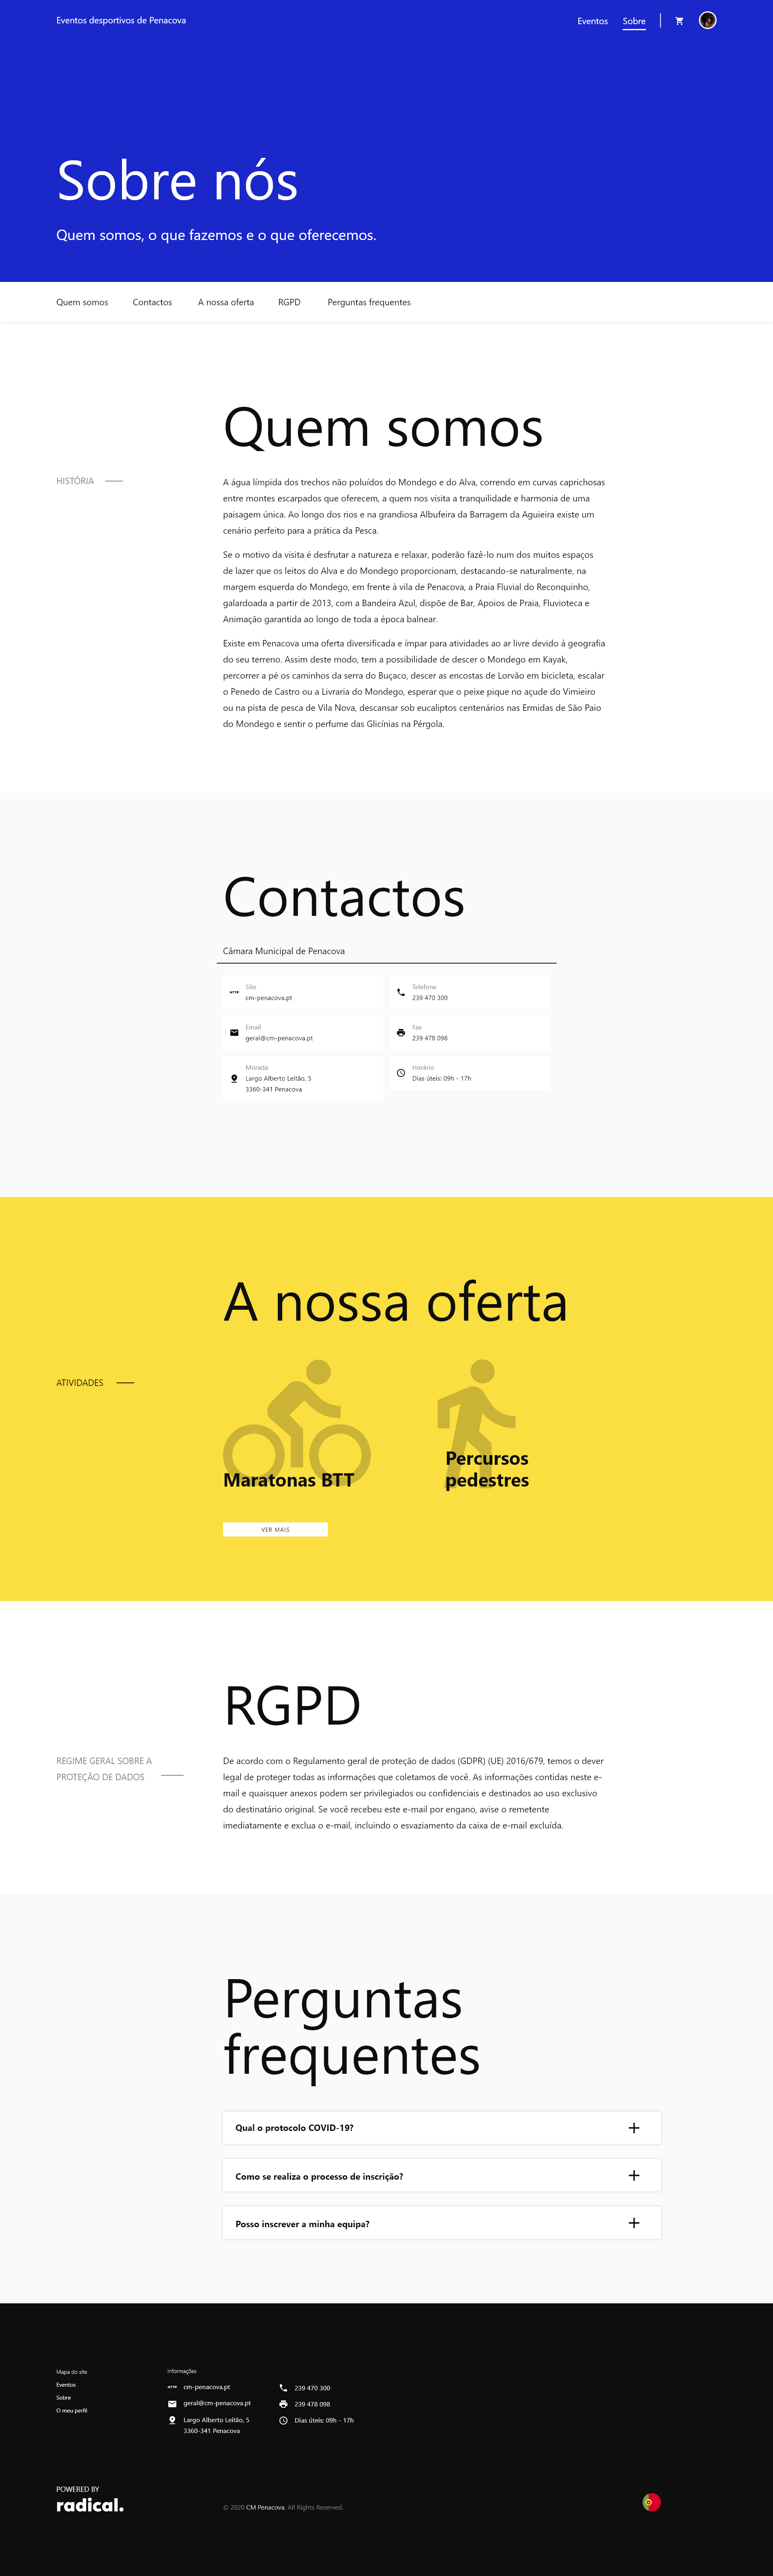 Eventos desportivos de Penacova
Eventos
Sobre
Sobre nós
Quem somos, o que fazemos e o que oferecemos.
Quem somos
Contactos
A nossa oferta
RGPD
Perguntas frequentes
Quem somos
HISTÓRIA
A água límpida dos trechos não poluídos do Mondego e do Alva, correndo em curvas caprichosas
entre montes escarpados que oferecem, a quem nos visita a tranquilidade e harmonia de uma
paisagem única. Ao longo dos rios e na grandiosa Albufeira da Barragem da Aguieira existe um
cenário perfeito para a prática da Pesca.
Se o motivo da visita é desfrutar a natureza e relaxar, poderão fazê-lo num dos muitos espaços
de lazer que os leitos do Alva e do Mondego proporcionam, destacando-se naturalmente, na
margem esquerda do Mondego, em frente à vila de Penacova, a Praia Fluvial do Reconquinho,
galardoada a partir de 2013, com a Bandeira Azul, dispõe de Bar, Apoios de Praia, Fluvioteca e
Animação garantida ao longo de toda a época balnear.
Existe em Penacova uma oferta diversificada e ímpar para atividades ao ar livre devido à geografia
do seu terreno. Assim deste modo, tem a possibilidade de descer o Mondego em Kayak,
percorrer a pé os caminhos da serra do Buçaco, descer as encostas de Lorvão em bicicleta, escalar
o Penedo de Castro ou a Livraria do Mondego, esperar que o peixe pique no açude do Vimieiro
ou na pista de pesca de Vila Nova, descansar sob eucaliptos centenários nas Ermidas de São Paio
do Mondego e sentir o perfume das Glicínias na Pérgola.
Contactos
Câmara Municipal de Penacova
HTTP
Site
cm-penacova.pt
Telefone
239 470 300
Email
geral@cm-penacova.pt
Fax
239 478 098
Morada
Largo Alberto Leitão, 5
3360-341 Penacova
Horário
Dias úteis: 09h - 17h
A nossa oferta
ATIVIDADES
Maratonas BTT
Percursos
pedestres
VER MAIS
RGPD
REGIME GERAL SOBRE A
PROTEÇÃO DE DADOS
De acordo com o Regulamento geral de proteção de dados (GDPR) (UE) 2016/679, temos o dever
legal de proteger todas as informações que coletamos de você. As informações contidas neste e-
mail e quaisquer anexos podem ser privilegiados ou confidenciais e destinados ao uso exclusivo
do destinatário original. Se você recebeu este e-mail por engano, avise o remetente
imediatamente e exclua o e-mail, incluindo o esvaziamento da caixa de e-mail excluída.
Perguntas
frequentes
Qual o protocolo COVID-19?
Como se realiza o processo de inscrição?
Posso inscrever a minha equipa?
Mapa do site
Eventos
Sobre
O meu perfil
Informações
HTTP
cm-penacova.pt
geral@cm-penacova.pt
Largo Alberto Leitão, 5
3360-341 Penacova
239 470 300
239 478 098
Dias úteis: 09h - 17h
POWERED BY
radical.
© 2020 CM Penacova. All Rights Reserved.